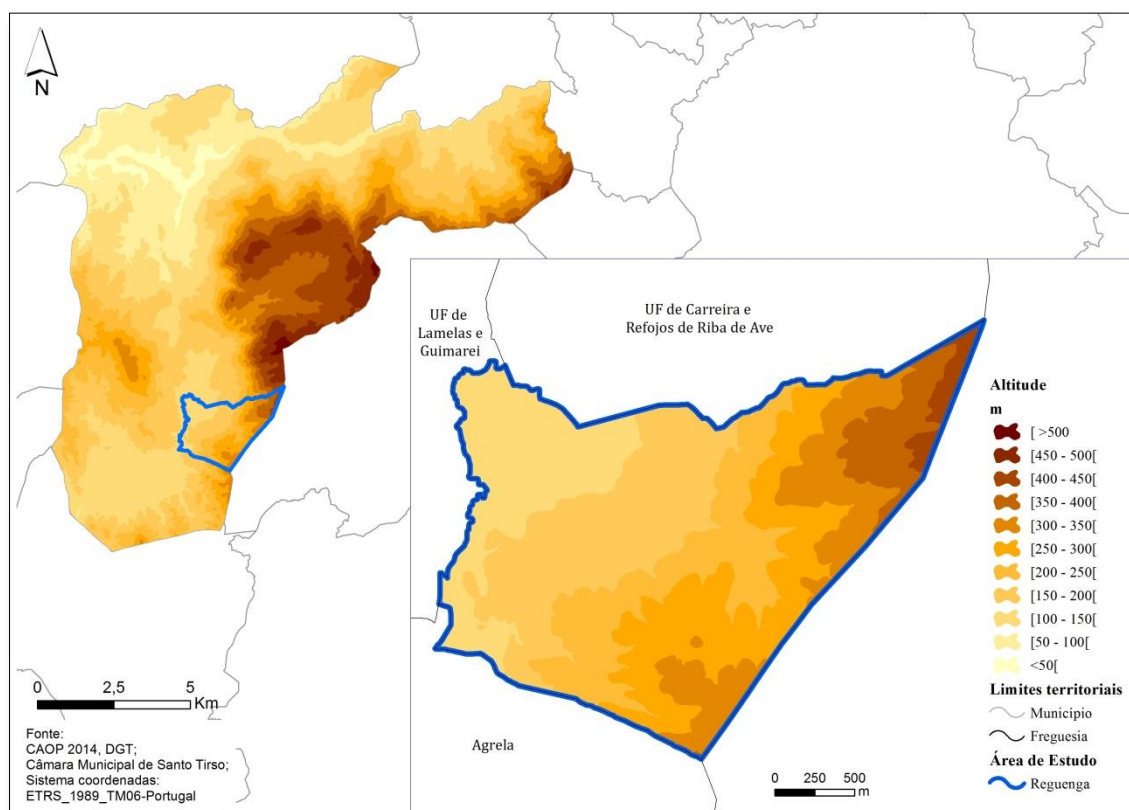 N
UF de
Lamelas e
Guimarei
UF de Carreira e
Refojos de Riba de Ave
Agrela
Altitude
m
[ >500
[450 - 500[
[400 - 450[
[350 - 400[
[300 - 350[
[250 - 300[
[200 - 250[
[150 - 200[
[100 - 150[
[50 - 100[
<50[
Limites territoriais
Município
Freguesia
Área de Estudo
Reguenga
0 2,5 5
Km
Fonte:
CAOP 2014, DGT;
Câmara Municipal de Santo Tirso;
Sistema coordenadas:
ETRS_1989_TM06-Portugal
0 250 500
m